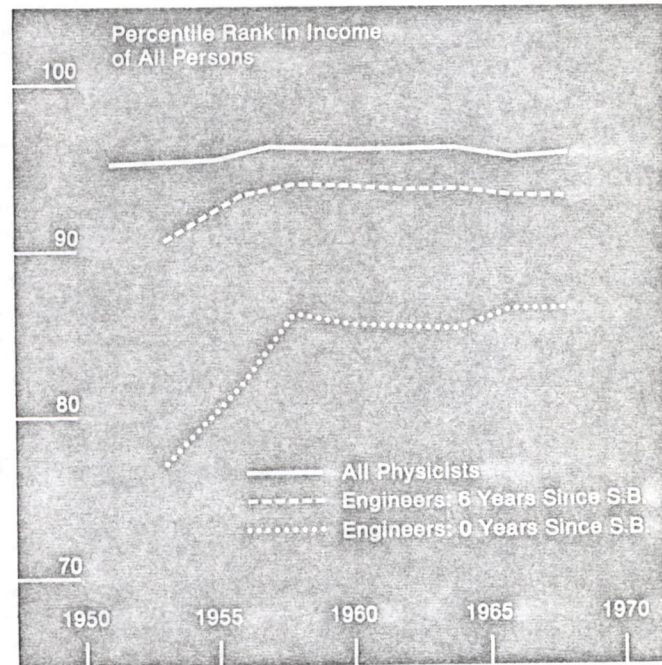 Percentile Rank in Income
of All Persons
100
90
80
All Physicists
Engineers: 6 Years Since S.B.
Engineers: 0 Years Since S.B.
70
1950 1955 1960 1965 1970